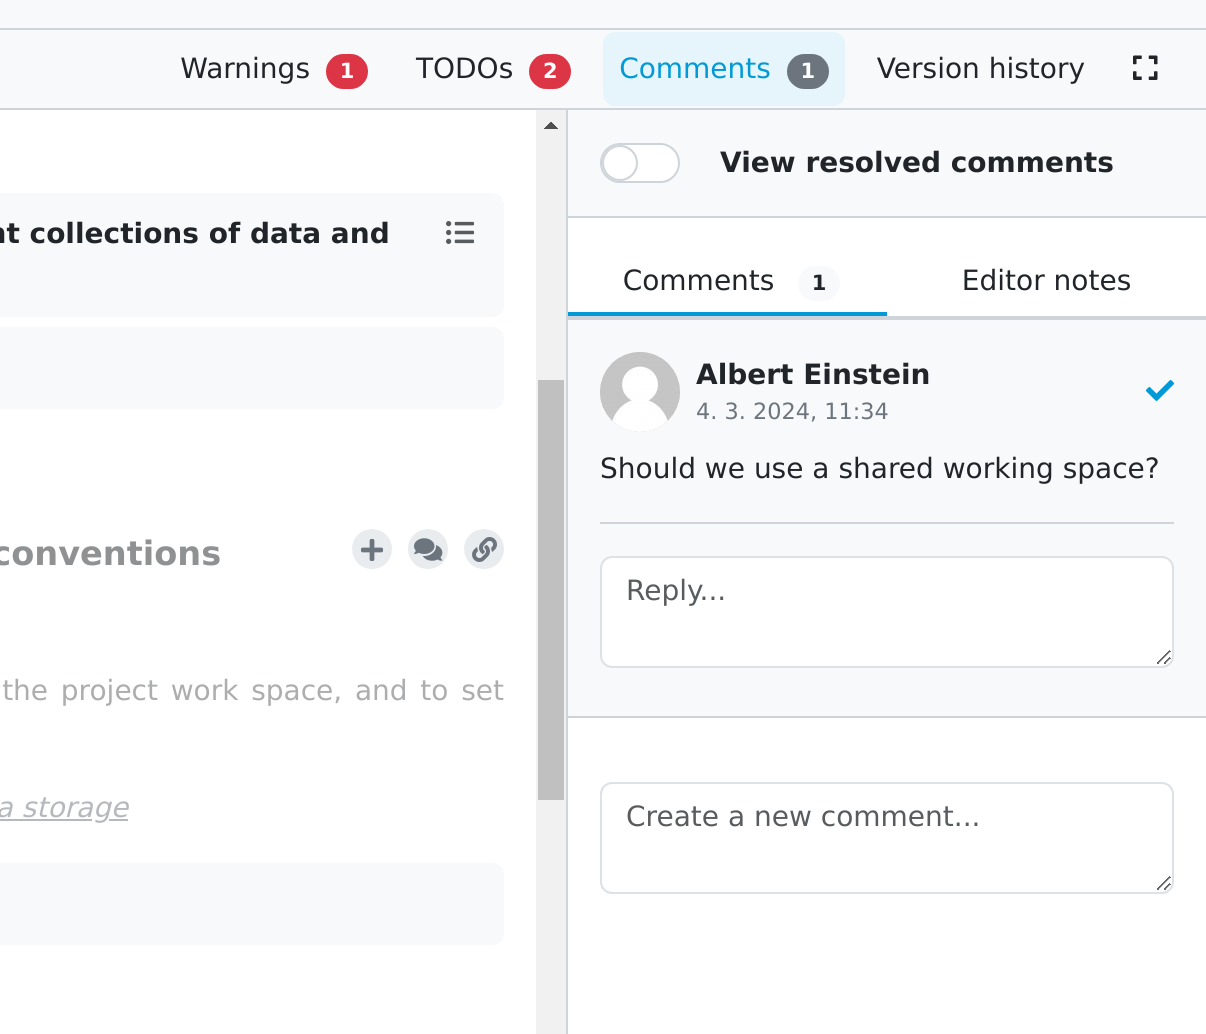 Warnings 1 TODOs 2 Comments 1 Version history
View resolved comments
collections of data and
Comments 1 Editor notes
Albert Einstein
4. 3. 2024, 11:34
Should we use a shared working space?
conventions
Reply...
the project work space, and to set
a storage
Create a new comment...